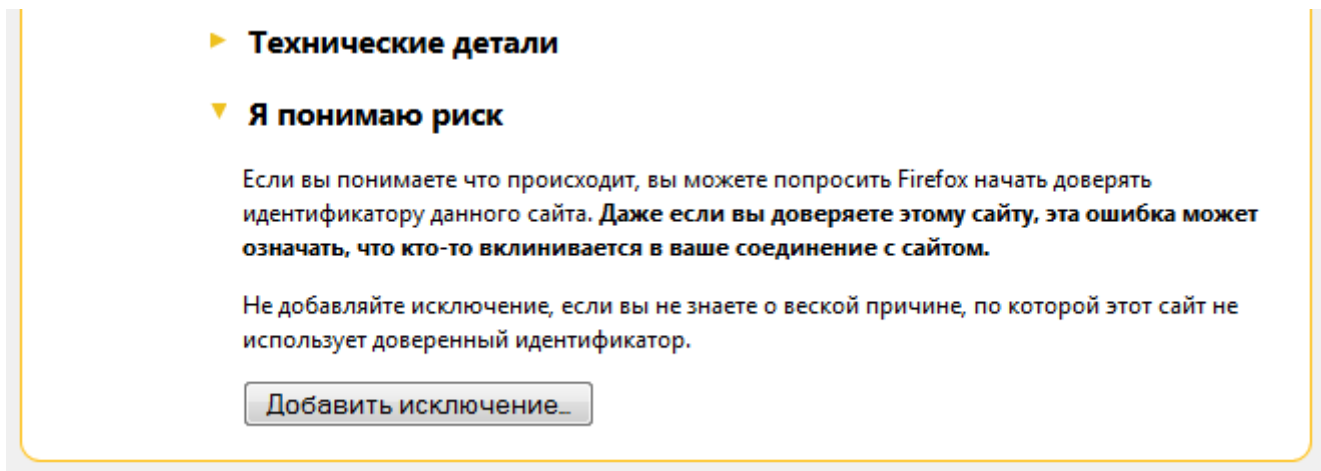 Технические детали
Я понимаю риск
Если вы понимаете что происходит, вы можете попросить Firefox начать доверять
идентификатору данного сайта. Даже если вы доверяете этому сайту, эта ошибка может
означать, что кто-то вклинивается в ваше соединение с сайтом.
Не добавляйте исключение, если вы не знаете о веской причине, по которой этот сайт не
использует доверенный идентификатор.
Добавить исключение…